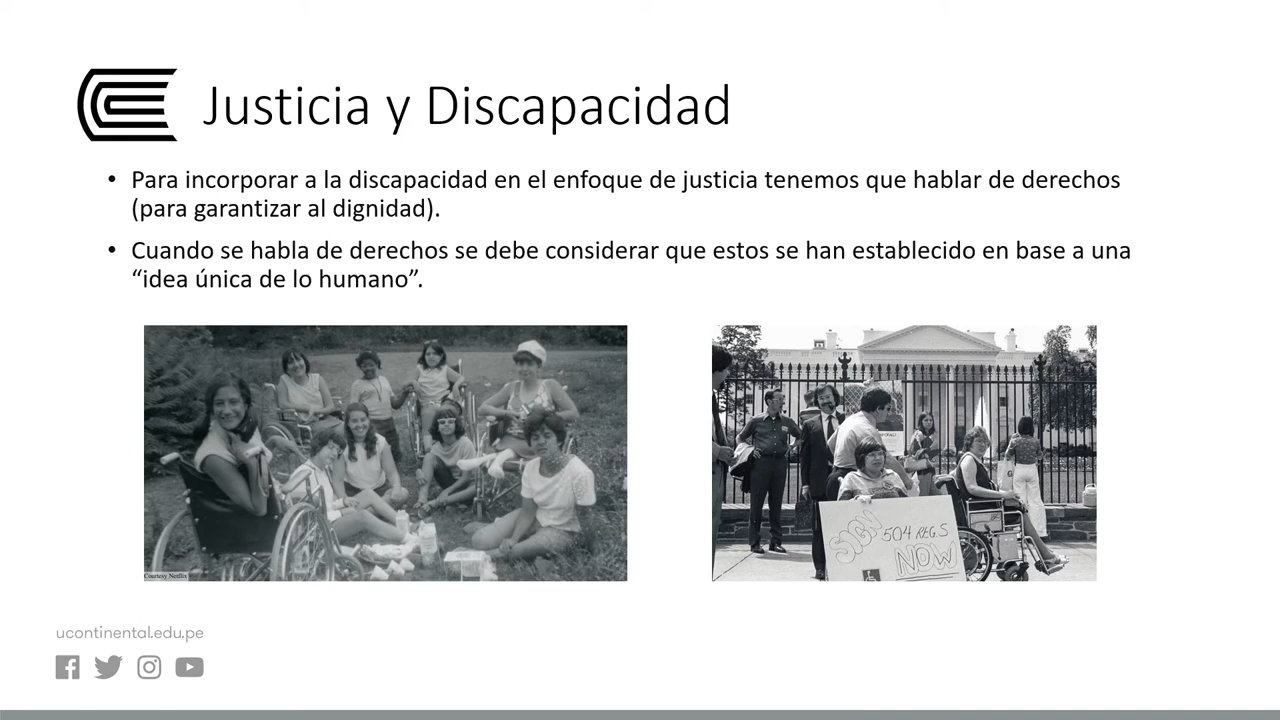 Justicia y Discapacidad
• Para incorporar a la discapacidad en el enfoque de justicia tenemos que hablar de derechos
(para garantizar al dignidad).
• Cuando se habla de derechos se debe considerar que estos se han establecido en base a una
“idea única de lo humano”.
Courtesy Netflix
SIGN
504 REGS
NOW
ucontinental.edu.pe